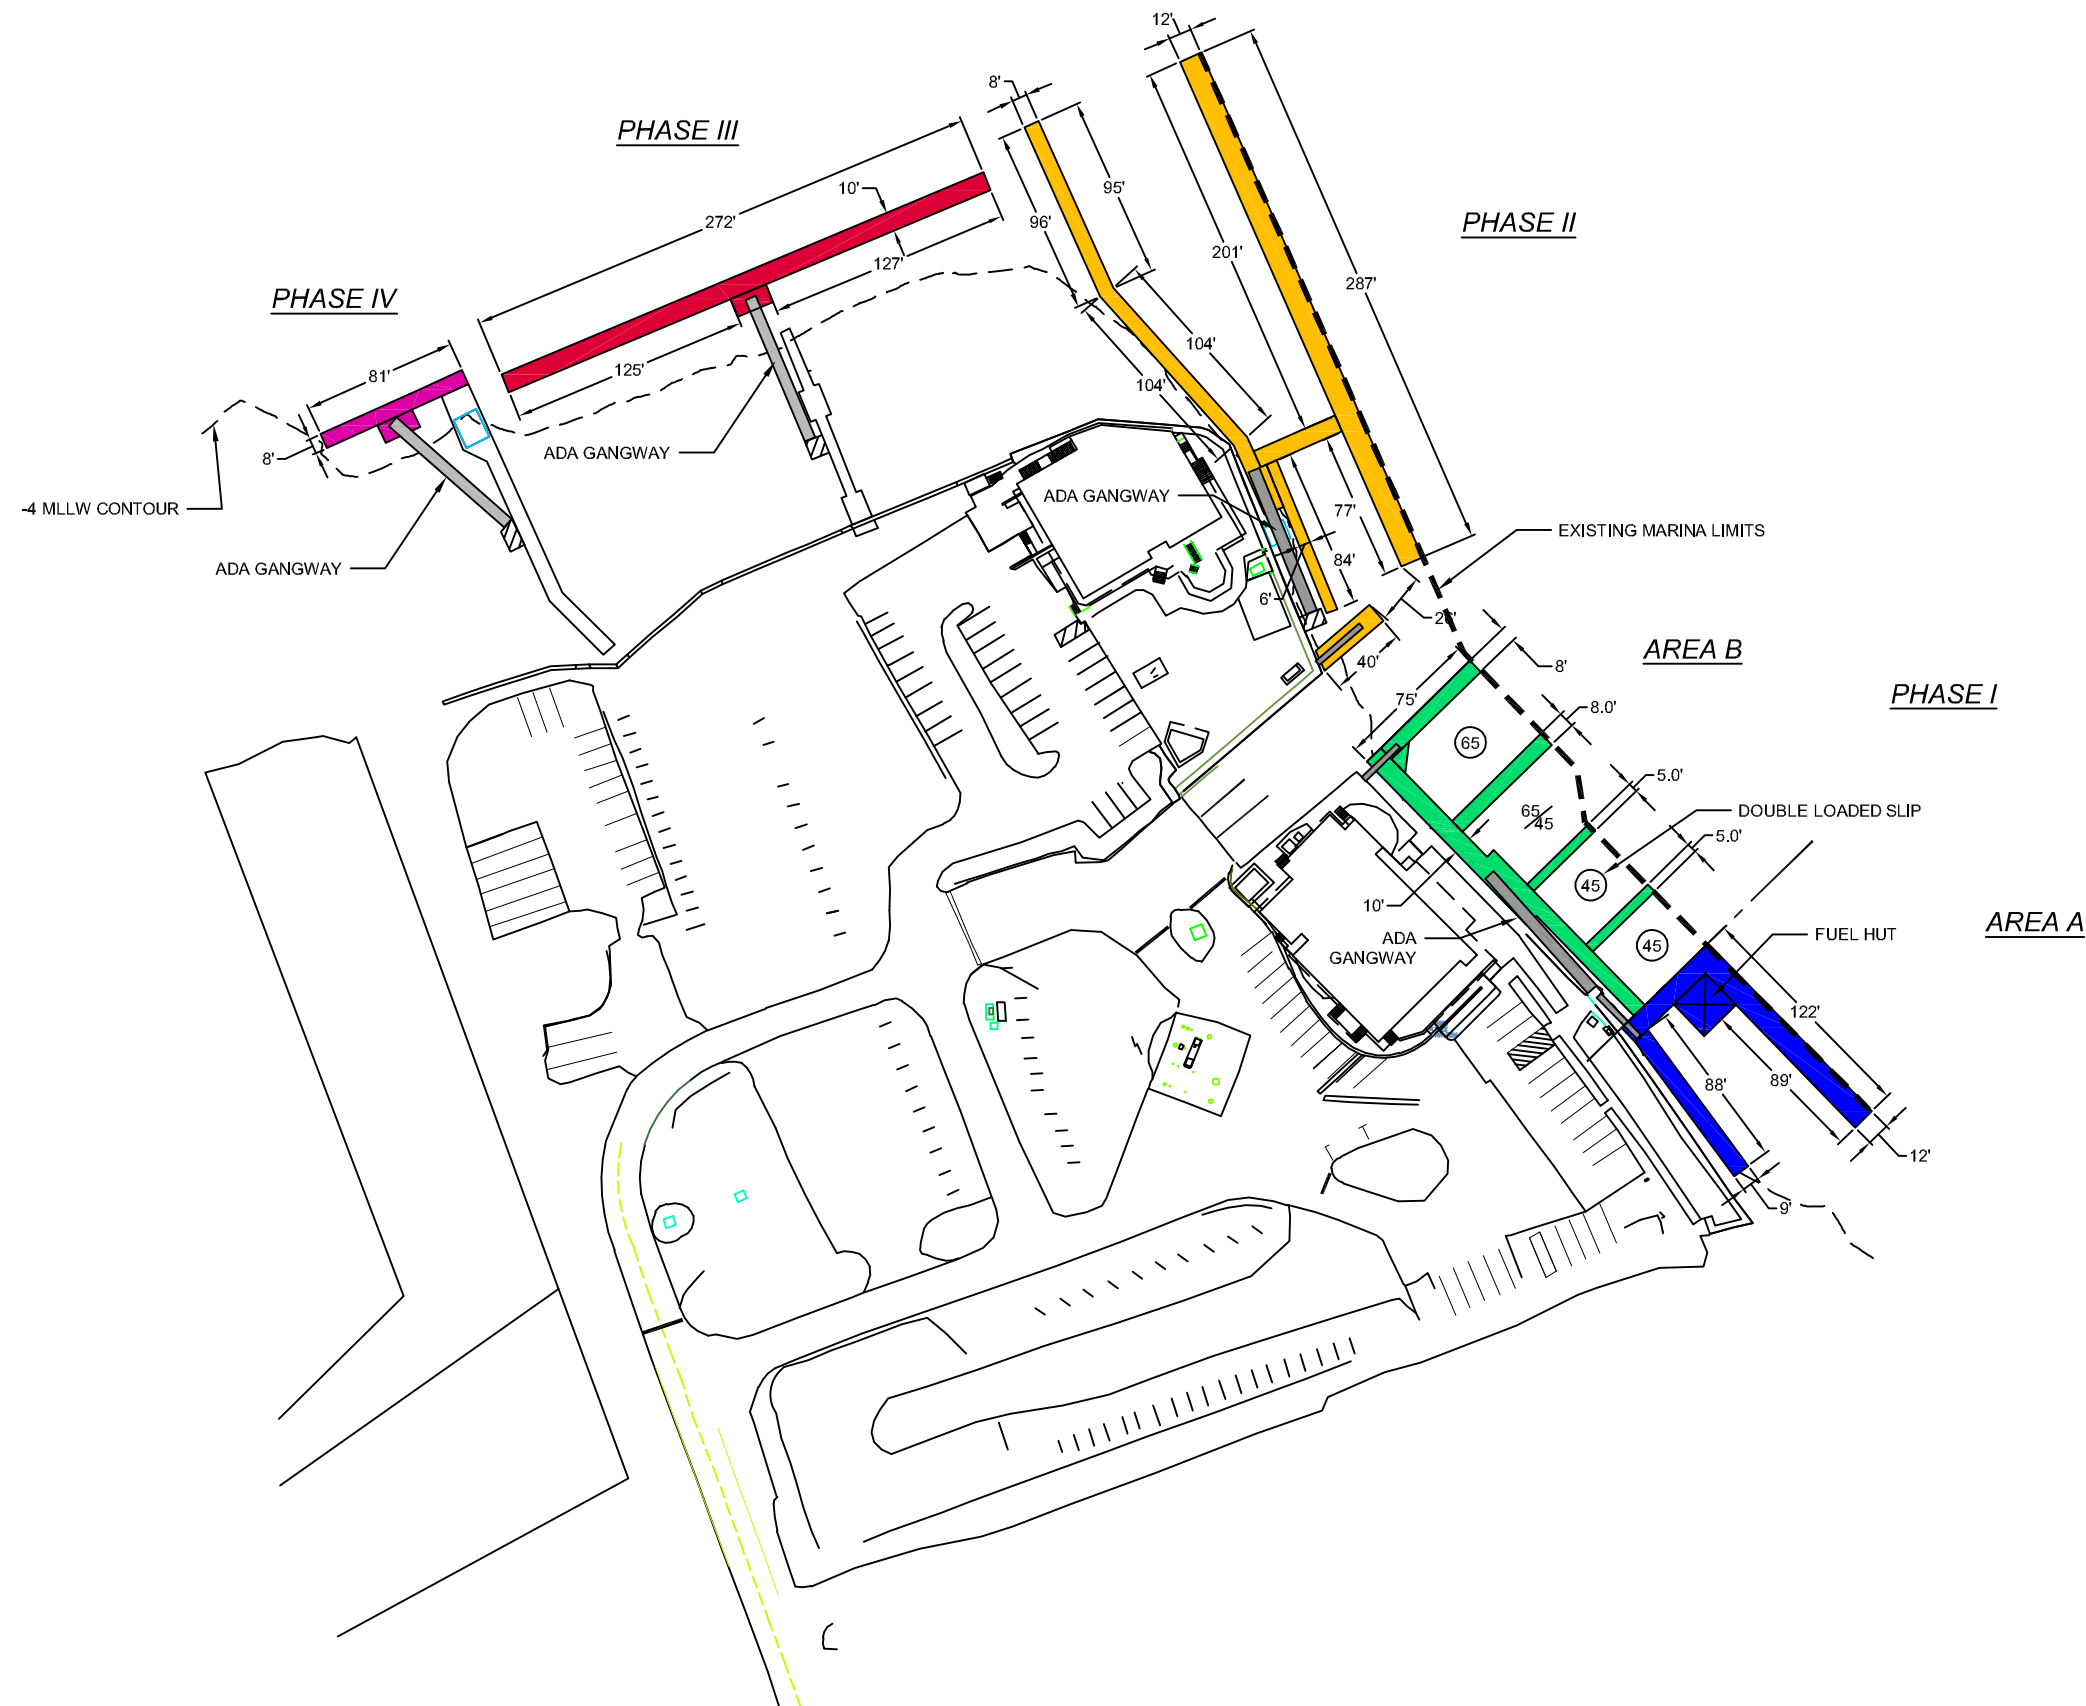 12'
8'
PHASE III
95'
10'
272'
96'
PHASE II
201'
127'
287'
PHASE IV
104'
125'
81'
104'
ADA GANGWAY
8'
ADA GANGWAY
-4 MLLW CONTOUR
77'
EXISTING MARINA LIMITS
84'
ADA GANGWAY
6'
40'
AREA B
8'
75'
PHASE I
8.0'
65
5.0'
65
45
DOUBLE LOADED SLIP
5.0'
45
10'
AREA A
ADA
GANGWAY
45
FUEL HUT
122'
88'
89'
12'
9'